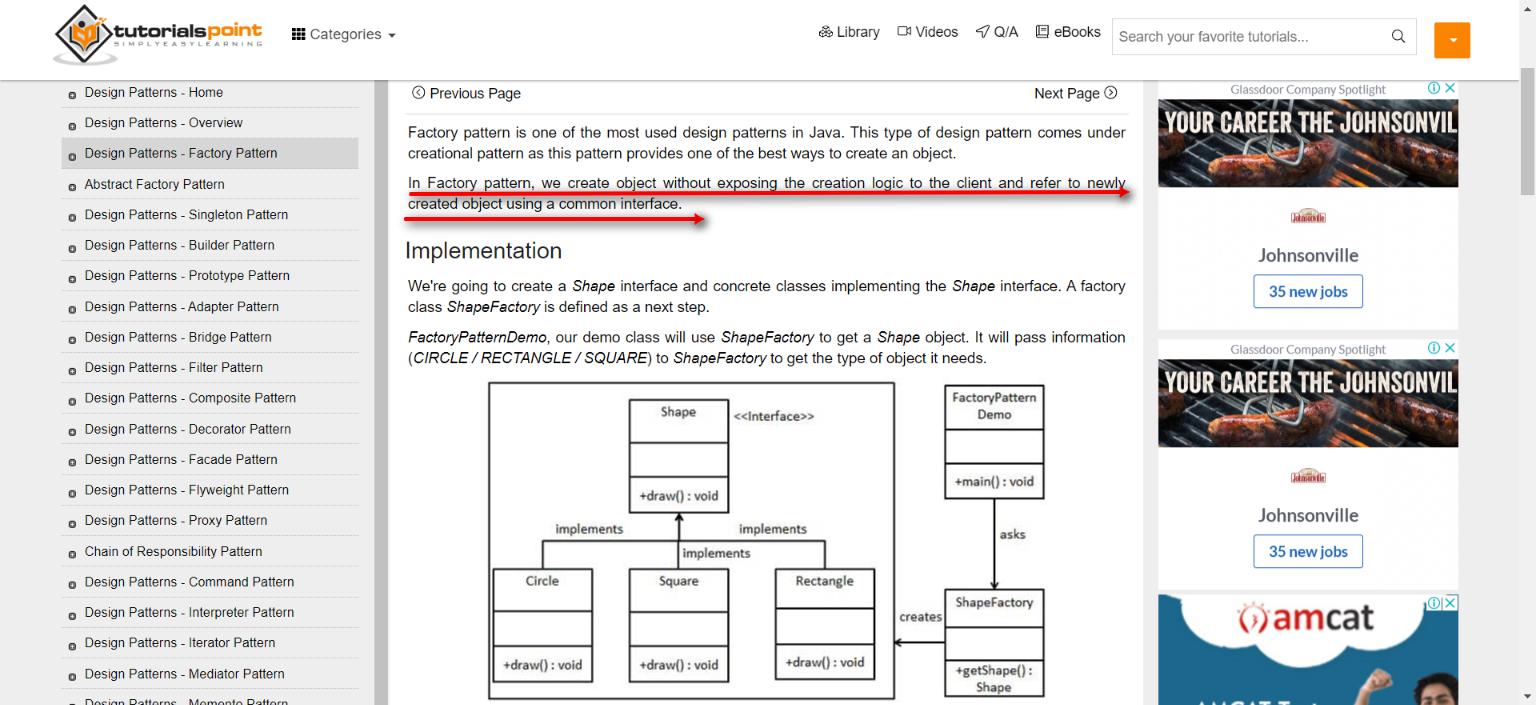 tutorialspoint
SIMPLYEASYLEARNING
Categories
Library
Videos
Q/A
eBooks
Search your favorite tutorials...
Design Patterns - Home
Design Patterns - Overview
Design Patterns - Factory Pattern
Abstract Factory Pattern
Design Patterns - Singleton Pattern
Design Patterns - Builder Pattern
Design Patterns - Prototype Pattern
Design Patterns - Adapter Pattern
Design Patterns - Bridge Pattern
Design Patterns - Filter Pattern
Design Patterns - Composite Pattern
Design Patterns - Decorator Pattern
Design Patterns - Facade Pattern
Design Patterns - Flyweight Pattern
Design Patterns - Proxy Pattern
Chain of Responsibility Pattern
Design Patterns - Command Pattern
Design Patterns - Interpreter Pattern
Design Patterns - Iterator Pattern
Design Patterns - Mediator Pattern
Design Patterns - Memento Pattern
Previous Page
Next Page
Factory pattern is one of the most used design patterns in Java. This type of design pattern comes under
creational pattern as this pattern provides one of the best ways to create an object.
In Factory pattern, we create object without exposing the creation logic to the client and refer to newly
created object using a common interface.
Implementation
We're going to create a Shape interface and concrete classes implementing the Shape interface. A factory
class ShapeFactory is defined as a next step.
FactoryPatternDemo, our demo class will use ShapeFactory to get a Shape object. It will pass information
(CIRCLE / RECTANGLE / SQUARE) to ShapeFactory to get the type of object it needs.
Shape
<<Interface>>
+draw() : void
implements
implements
implements
Circle
+draw() : void
Square
+draw() : void
Rectangle
+draw() : void
FactoryPattern
Demo
+main() : void
asks
creates
ShapeFactory
+getShape() :
Shape
Glassdoor Company Spotlight
YOUR CAREER THE JOHNSONVIL
Johnsonville
Johnsonville
35 new jobs
Glassdoor Company Spotlight
YOUR CAREER THE JOHNSONVIL
Johnsonville
Johnsonville
35 new jobs
amcat